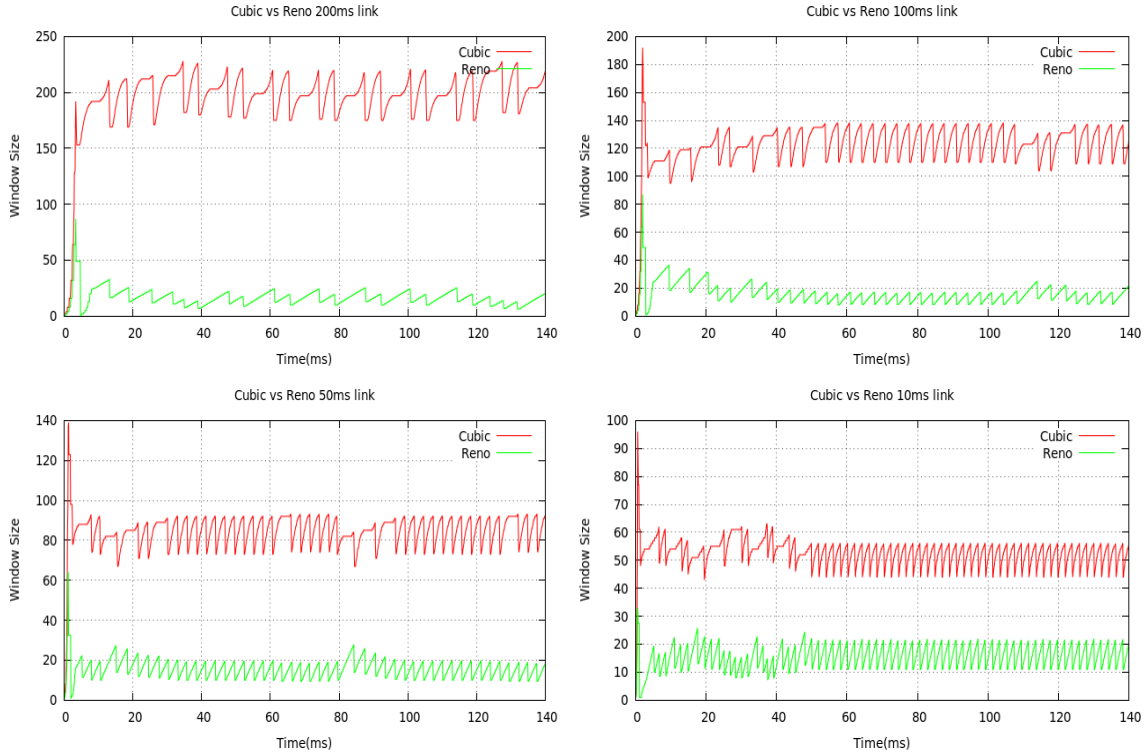 Cubic vs Reno 200ms link
Cubic
Reno
250
200
150
100
50
0
0 20 40 60 80 100 120 140
Window Size
Time(ms)
Cubic vs Reno 100ms link
Cubic
Reno
200
180
160
140
120
100
80
60
40
20
0
0 20 40 60 80 100 120 140
Window Size
Time(ms)
Cubic vs Reno 50ms link
Cubic
Reno
140
120
100
80
60
40
20
0
0 20 40 60 80 100 120 140
Window Size
Time(ms)
Cubic vs Reno 10ms link
Cubic
Reno
100
90
80
70
60
50
40
30
20
10
0
0 20 40 60 80 100 120 140
Window Size
Time(ms)